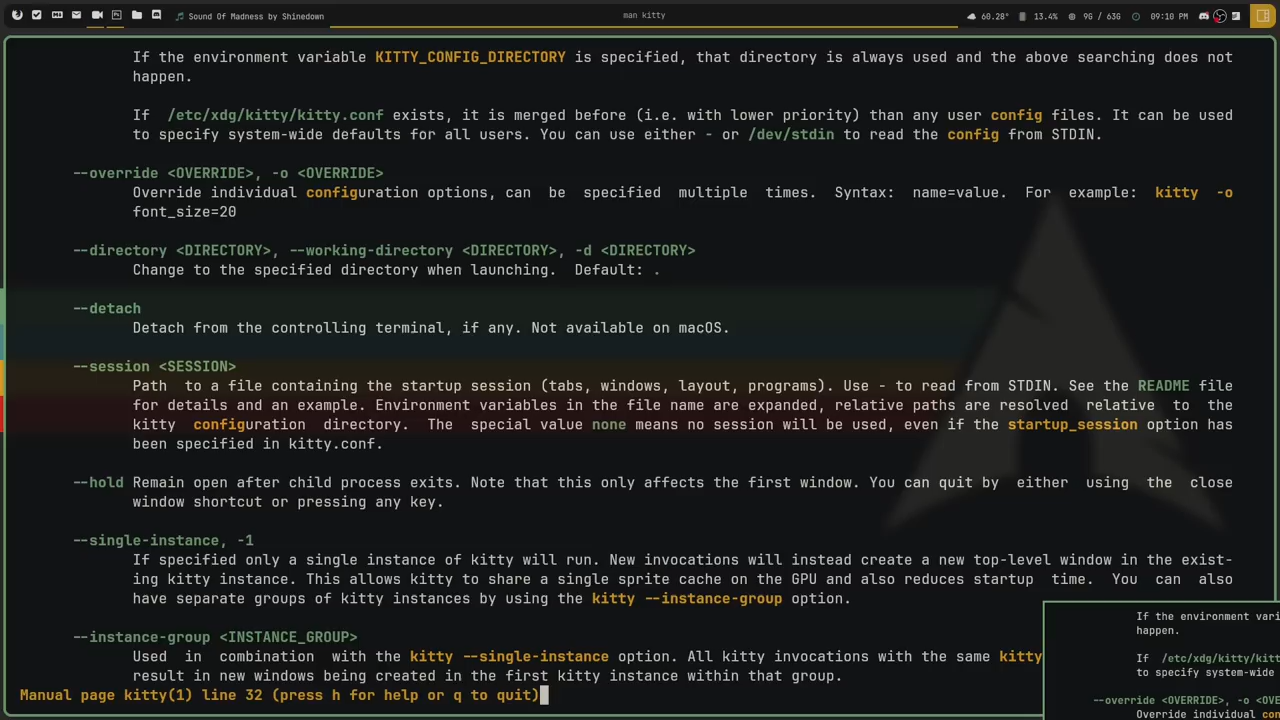 Sound Of Madness by Shinedown
man kitty
60.28° 13.4% 9G / 63G 09:10 PM
If the environment variable KITTY_CONFIG_DIRECTORY is specified, that directory is always used and the above searching does not
happen.
If /etc/xdg/kitty/kitty.conf exists, it is merged before (i.e. with lower priority) than any user config files. It can be used
to specify system-wide defaults for all users. You can use either - or /dev/stdin to read the config from STDIN.
--override <OVERRIDE>, -o <OVERRIDE>
Override individual configuration options, can be specified multiple times. Syntax: name=value. For example: kitty -o
font_size=20
--directory <DIRECTORY>, --working-directory <DIRECTORY>, -d <DIRECTORY>
Change to the specified directory when launching. Default: .
--detach
Detach from the controlling terminal, if any. Not available on macOS.
--session <SESSION>
Path to a file containing the startup session (tabs, windows, layout, programs). Use - to read from STDIN. See the README file
for details and an example. Environment variables in the file name are expanded, relative paths are resolved relative to the
kitty configuration directory. The special value none means no session will be used, even if the startup_session option has
been specified in kitty.conf.
--hold Remain open after child process exits. Note that this only affects the first window. You can quit by either using the close
window shortcut or pressing any key.
--single-instance, -1
If specified only a single instance of kitty will run. New invocations will instead create a new top-level window in the exist-
ing kitty instance. This allows kitty to share a single sprite cache on the GPU and also reduces startup time. You can also
have separate groups of kitty instances by using the kitty --instance-group option.
--instance-group <INSTANCE_GROUP>
Used in combination with the kitty --single-instance option. All kitty invocations with the same kitty
result in new windows being created in the first kitty instance within that group.
Manual page kitty(1) line 32 (press h for help or q to quit)
If the environment vari
happen.
If /etc/xdg/kitty/kitt
to specify system-wide
--override <OVERRIDE>, -o <OVE
Override individual con